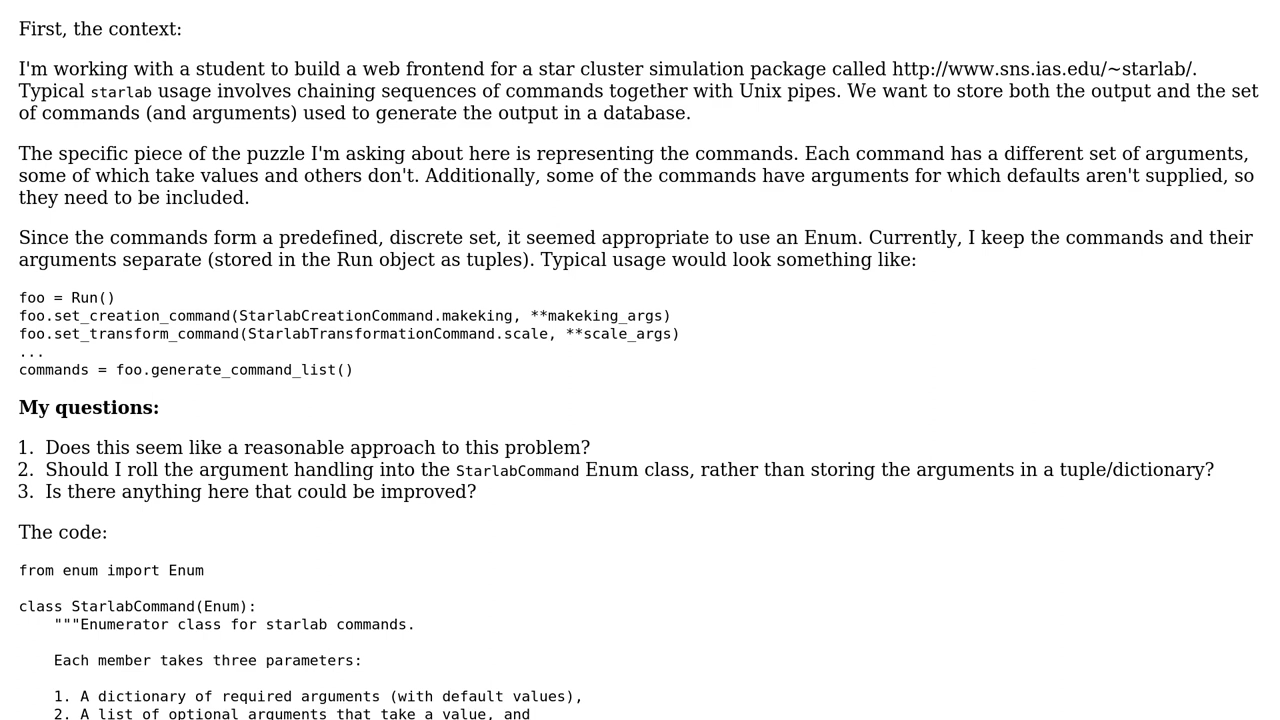 First, the context:
I'm working with a student to build a web frontend for a star cluster simulation package called http://www.sns.ias.edu/~starlab/.
Typical starlab usage involves chaining sequences of commands together with Unix pipes. We want to store both the output and the set
of commands (and arguments) used to generate the output in a database.
The specific piece of the puzzle I'm asking about here is representing the commands. Each command has a different set of arguments,
some of which take values and others don't. Additionally, some of the commands have arguments for which defaults aren't supplied, so
they need to be included.
Since the commands form a predefined, discrete set, it seemed appropriate to use an Enum. Currently, I keep the commands and their
arguments separate (stored in the Run object as tuples). Typical usage would look something like:
foo = Run()
foo.set_creation_command(StarlabCreationCommand.makeking, **makeking_args)
foo.set_transform_command(StarlabTransformationCommand.scale, **scale_args)
...
commands = foo.generate_command_list()
My questions:
1. Does this seem like a reasonable approach to this problem?
2. Should I roll the argument handling into the StarlabCommand Enum class, rather than storing the arguments in a tuple/dictionary?
3. Is there anything here that could be improved?
The code:
from enum import Enum
class StarlabCommand(Enum):
    """Enumerator class for starlab commands.
    Each member takes three parameters:
    1. A dictionary of required arguments (with default values),
    2. A list of optional arguments that take a value, and